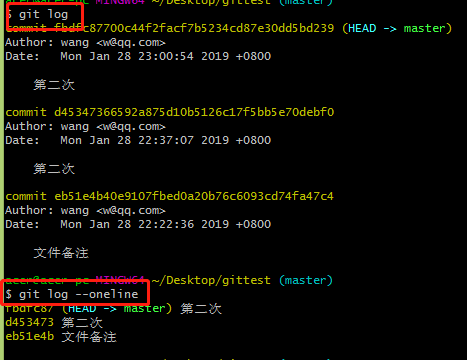 MINGW64 ~/Desktop/gittest (master)
$ git log
commit fbdfc87700c44f2facf7b5234cd87e30dd5bd239 (HEAD -> master)
Author: wang <w@qq.com>
Date:   Mon Jan 28 23:00:54 2019 +0800
第二次
commit d45347366592a875d10b5126c17f5bb5e70debf0
Author: wang <w@qq.com>
Date:   Mon Jan 28 22:37:07 2019 +0800
第二次
commit eb51e4b40e9107fbed0a20b76c6093cd74fa47c4
Author: wang <w@qq.com>
Date:   Mon Jan 28 22:22:36 2019 +0800
文件备注
acer@acer-pc MINGW64 ~/Desktop/gittest (master)
$ git log --oneline
fbdfc87 (HEAD -> master) 第二次
d453473 第二次
eb51e4b 文件备注